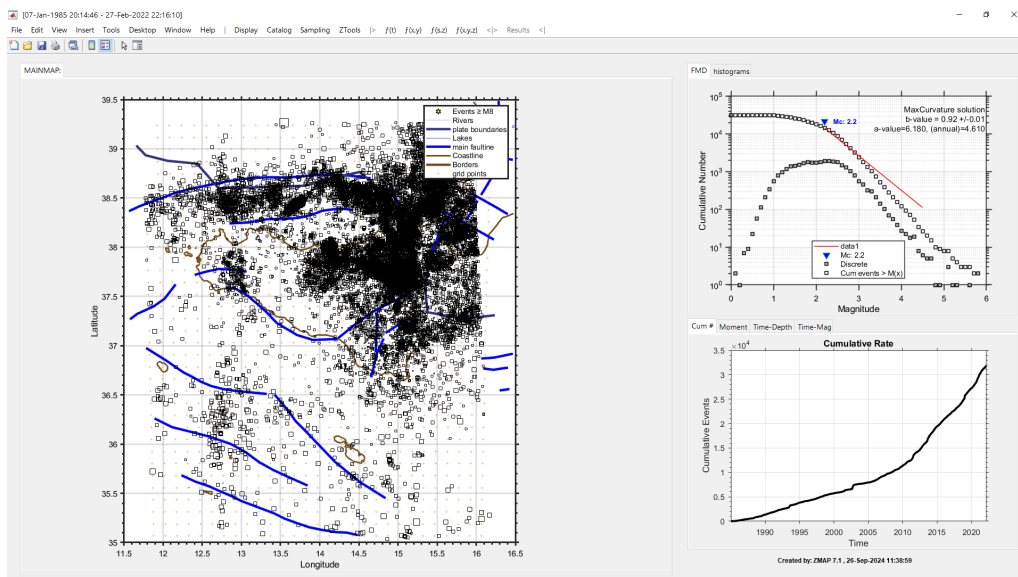 [07-Jan-1985 20:14:46 - 27-Feb-2022 22:16:10]
File Edit View Insert Tools Desktop Window Help | Display Catalog Sampling ZTools |> ƒ(t) ƒ(x,y) ƒ(s,z) ƒ(x,y,z) <|> Results <|
MAINMAP:
39.5
39
38.5
38
37.5
37
36.5
36
35.5
35
Latitude
11.5 12 12.5 13 13.5 14 14.5 15 15.5 16 16.5
Longitude
Events ≥ M8
Rivers
plate boundaries
Lakes
main faultline
Coastline
Borders
grid points
FMD histograms
10^5
10^4
10^3
10^2
10^1
10^0
Cumulative Number
MaxCurvature solution
b-value = 0.92 +/-0.01
a-value=6.180, (annual)=4.610
Mc: 2.2
data1
Mc: 2.2
Discrete
Cum events > M(x)
0 1 2 3 4 5 6
Magnitude
Cum # Moment Time-Depth Time-Mag
Cumulative Rate
×10^4
3.5
3
2.5
2
1.5
1
0.5
0
Cumulative Events
1990 1995 2000 2005 2010 2015 2020
Time
Created by: ZMAP 7.1 , 26-Sep-2024 11:38:59